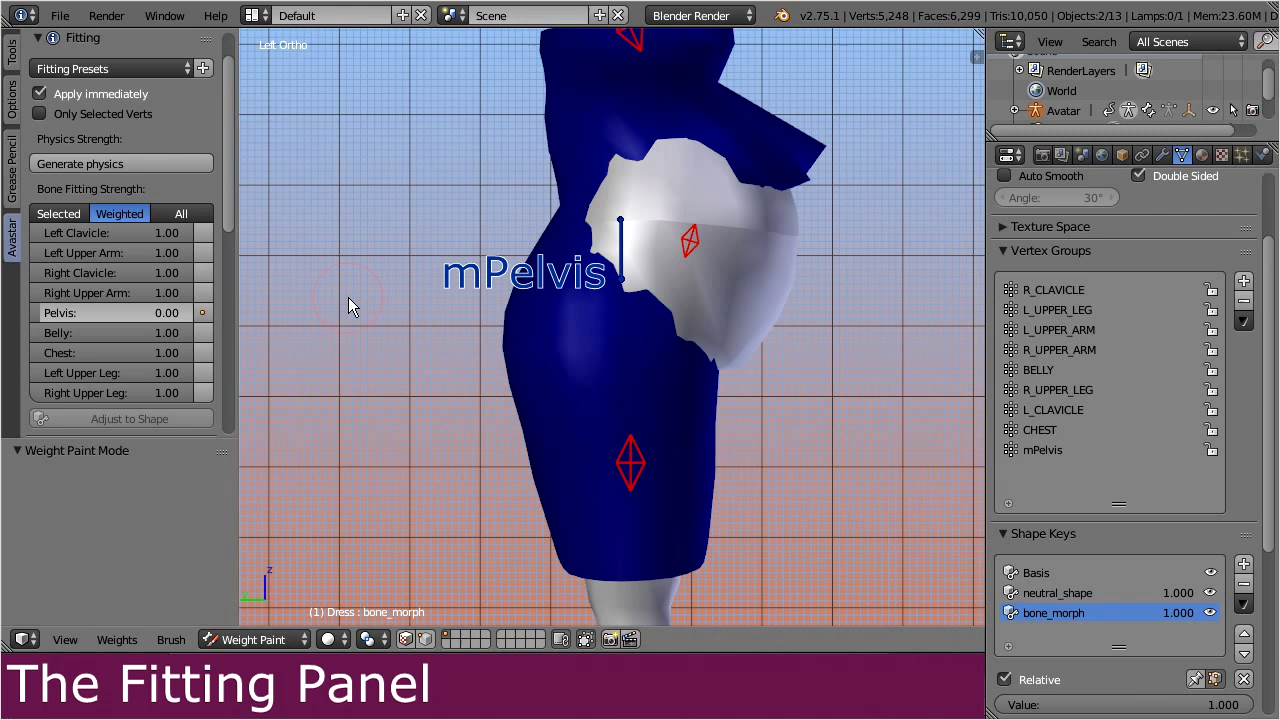 File Render Window Help Default Scene Blender Render v2.75.1 | Verts:5,248 | Faces:6,299 | Tris:10,050 | Objects:2/13 | Lamps:0/1 | Mem:23.60M | D
Fitting
Fitting Presets
Apply immediately
Only Selected Verts
Physics Strength:
Generate physics
Bone Fitting Strength:
Selected Weighted All
Left Clavicle: 1.00
Left Upper Arm: 1.00
Right Clavicle: 1.00
Right Upper Arm: 1.00
Pelvis: 0.00
Belly: 1.00
Chest: 1.00
Left Upper Leg: 1.00
Right Upper Leg: 1.00
Adjust to Shape
Weight Paint Mode
Tools
Options
Grease Pencil
Avastar
Left Ortho
mPelvis
z
y
(1) Dress : bone_morph
View Weights Brush Weight Paint
The Fitting Panel
View Search All Scenes
RenderLayers |
World
Avatar
Auto Smooth Double Sided
Angle: 30°
Texture Space
Vertex Groups
R_CLAVICLE
L_UPPER_LEG
L_UPPER_ARM
R_UPPER_ARM
BELLY
R_UPPER_LEG
L_CLAVICLE
CHEST
mPelvis
Shape Keys
Basis
neutral_shape 1.000
bone_morph 1.000
Relative
Value: 1.000